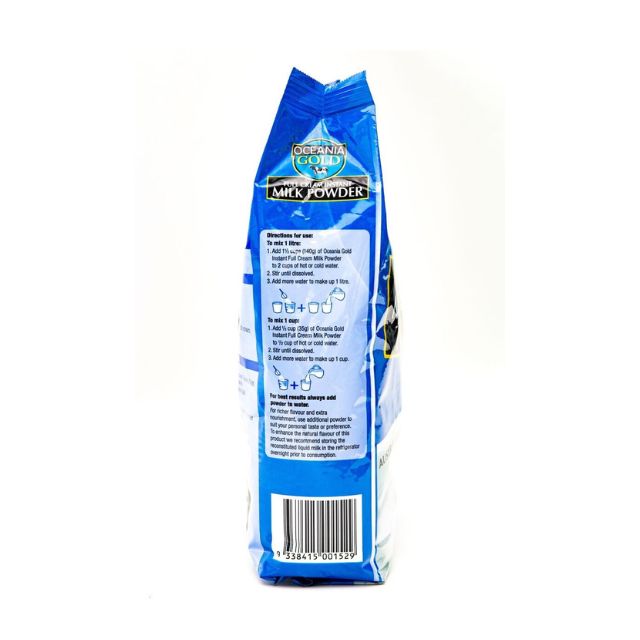 OCEANIA
GOLD
FULL CREAM INSTANT
MILK POWDER
Directions for use:
To mix 1 litre:
1. Add 1⅓ cups (140g) of Oceania Gold
Instant Full Cream Milk Powder
to 2 cups of hot or cold water.
2. Stir until dissolved.
3. Add more water to make up 1 litre.
To mix 1 cup:
1. Add ⅓ cup (35g) of Oceania Gold
Instant Full Cream Milk Powder
to ½ cup of hot or cold water.
2. Stir until dissolved.
3. Add more water to make up 1 cup.
For best results always add
powder to water.
For richer flavour and extra
nourishment, use additional powder to
suit your personal taste or preference.
To enhance the natural flavour of this
product we recommend storing the
reconstituted liquid milk in the refrigerator
overnight prior to consumption.
9 338415 001529